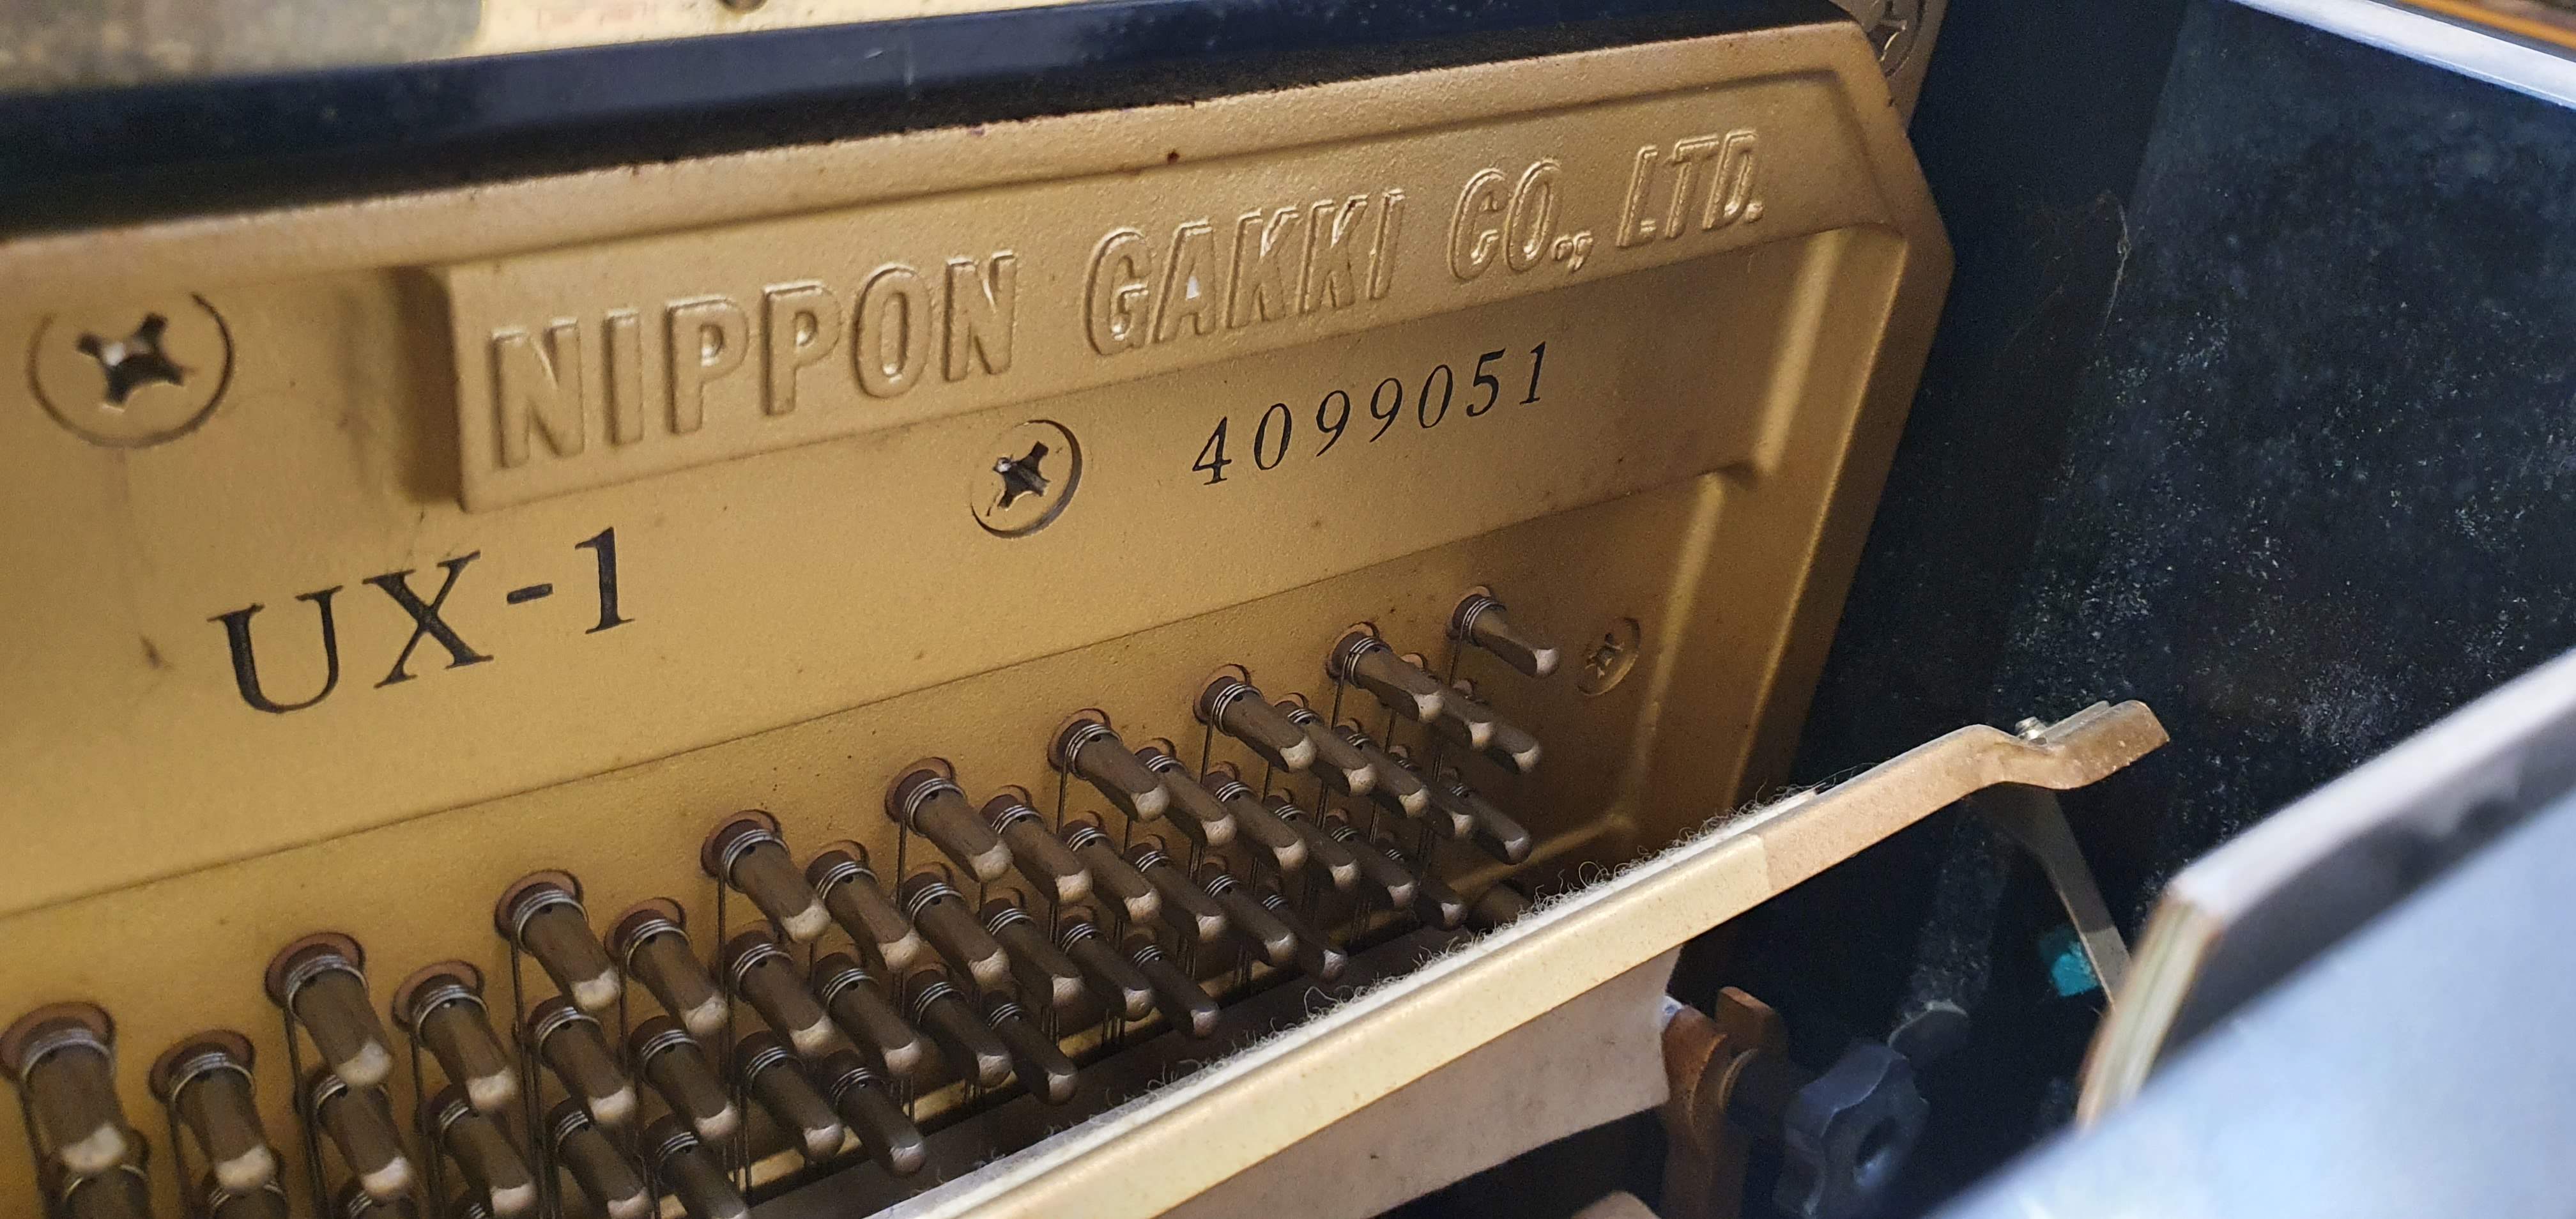 NIPPON GAKKI CO., LTD.
4099051
UX-1